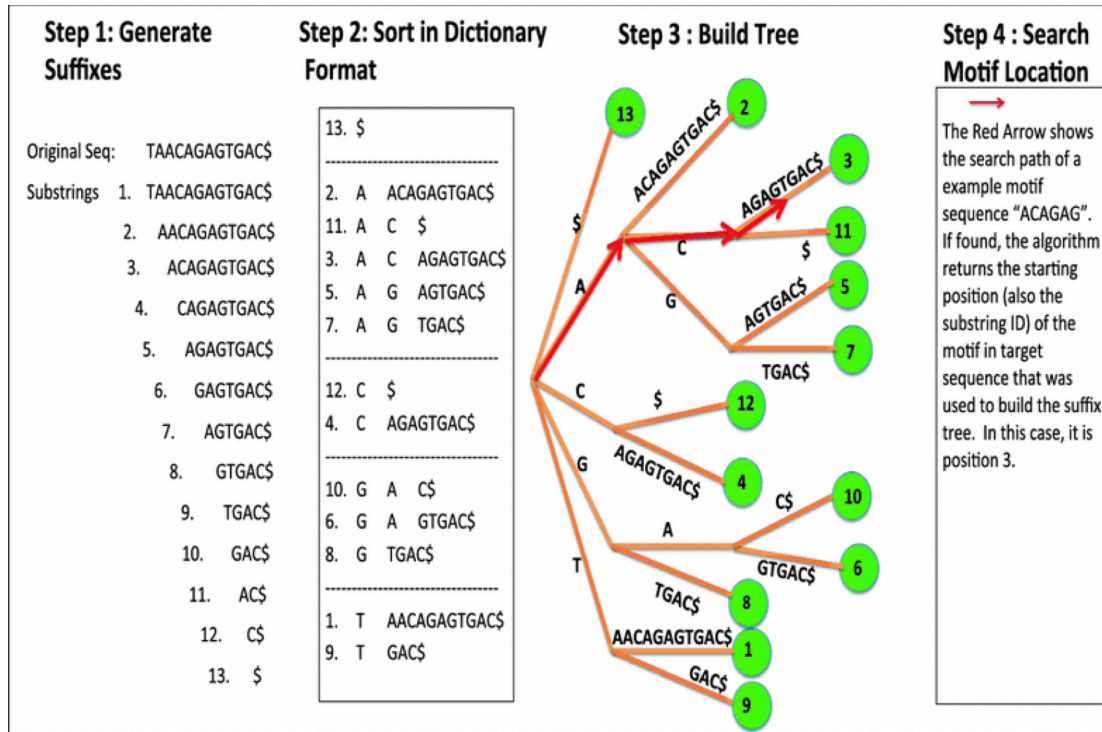 Step 1: Generate
Suffixes
Original Seq: TAACAGAGTGAC$
Substrings 1. TAACAGAGTGAC$
2. AACAGAGTGAC$
3. ACAGAGTGAC$
4. CAGAGTGAC$
5. AGAGTGAC$
6. GAGTGAC$
7. AGTGAC$
8. GTGAC$
9. TGAC$
10. GAC$
11. AC$
12. C$
13. $
Step 2: Sort in Dictionary
Format
13. $
--------------------------------
2. A ACAGAGTGAC$
11. A C $
3. A C AGAGTGAC$
5. A G AGTGAC$
7. A G TGAC$
--------------------------------
12. C $
4. C AGAGTGAC$
--------------------------------
10. G A C$
6. G A GTGAC$
8. G TGAC$
--------------------------------
1. T AACAGAGTGAC$
9. T GAC$
Step 3 : Build Tree
$
13
A
ACAGAGTGAC$
2
C
AGAGTGAC$
3
$
11
G
AGTGAC$
5
TGAC$
7
C
$
12
AGAGTGAC$
4
G
A
C$
10
GTGAC$
6
TGAC$
8
T
AACAGAGTGAC$
1
GAC$
9
Step 4 : Search
Motif Location
The Red Arrow shows
the search path of a
example motif
sequence “ACAGAG”.
If found, the algorithm
returns the starting
position (also the
substring ID) of the
motif in target
sequence that was
used to build the suffix
tree. In this case, it is
position 3.